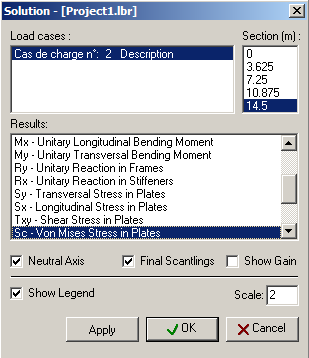 Solution - [Project1.lbr]
Load cases :
Section (m) :
Cas de charge n°: 2 Description
0
3.625
7.25
10.875
14.5
Results:
Mx - Unitary Longitudinal Bending Moment
My - Unitary Transversal Bending Moment
Ry - Unitary Reaction in Frames
Rx - Unitary Reaction in Stiffeners
Sy - Transversal Stress in Plates
Sx - Longitudinal Stress in Plates
Txy - Shear Stress in Plates
Sc - Von Mises Stress in Plates
Neutral Axis
Final Scantlings
Show Gain
Show Legend
Scale: 2
Apply
OK
Cancel